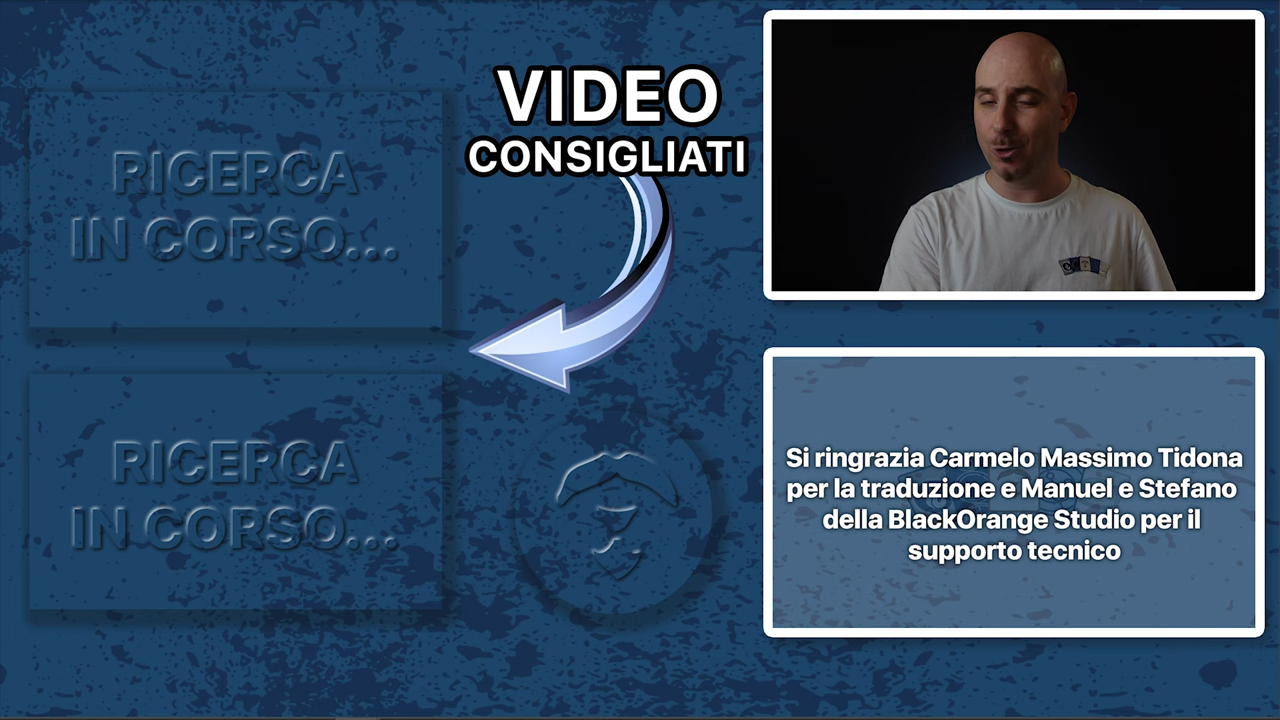 VIDEO
CONSIGLIATI
RICERCA
IN CORSO...
RICERCA
IN CORSO...
Si ringrazia Carmelo Massimo Tidona
per la traduzione e Manuel e Stefano
della BlackOrange Studio per il
supporto tecnico